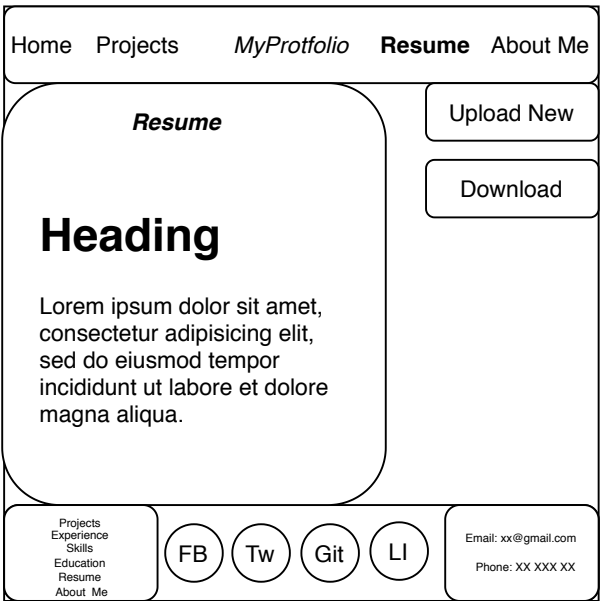 Home Projects MyProtfolio Resume About Me
Resume
Upload New
Download
Heading
Lorem ipsum dolor sit amet,
consectetur adipisicing elit,
sed do eiusmod tempor
incididunt ut labore et dolore
magna aliqua.
Projects
Experience
Skills
Education
Resume
About Me
FB Tw Git LI
Email: xx@gmail.com
Phone: XX XXX XX